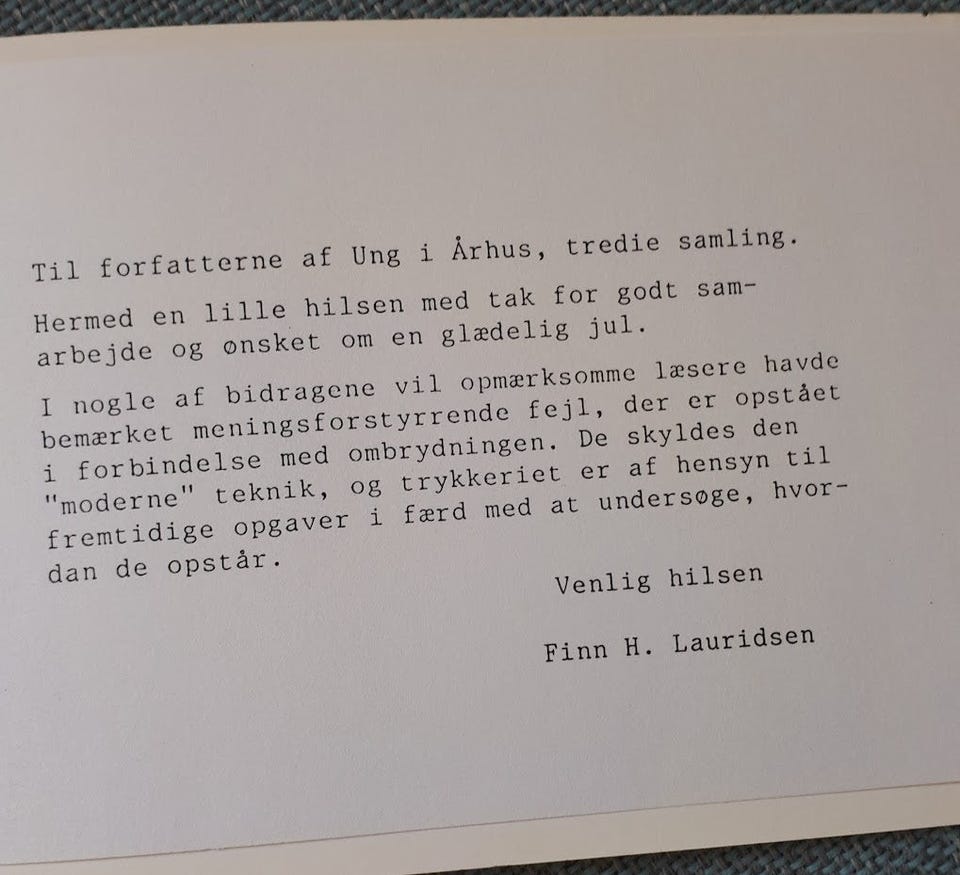 Til forfatterne af Ung i Århus, tredie samling.
Hermed en lille hilsen med tak for godt sam-
arbejde og ønsket om en glædelig jul.
I nogle af bidragene vil opmærksomme læsere havde
bemærket meningsforstyrrende fejl, der er opstået
i forbindelse med ombrydningen. De skyldes den
"moderne" teknik, og trykkeriet er af hensyn til
fremtidige opgaver i færd med at undersøge, hvor-
dan de opstår.
Venlig hilsen
Finn H. Lauridsen